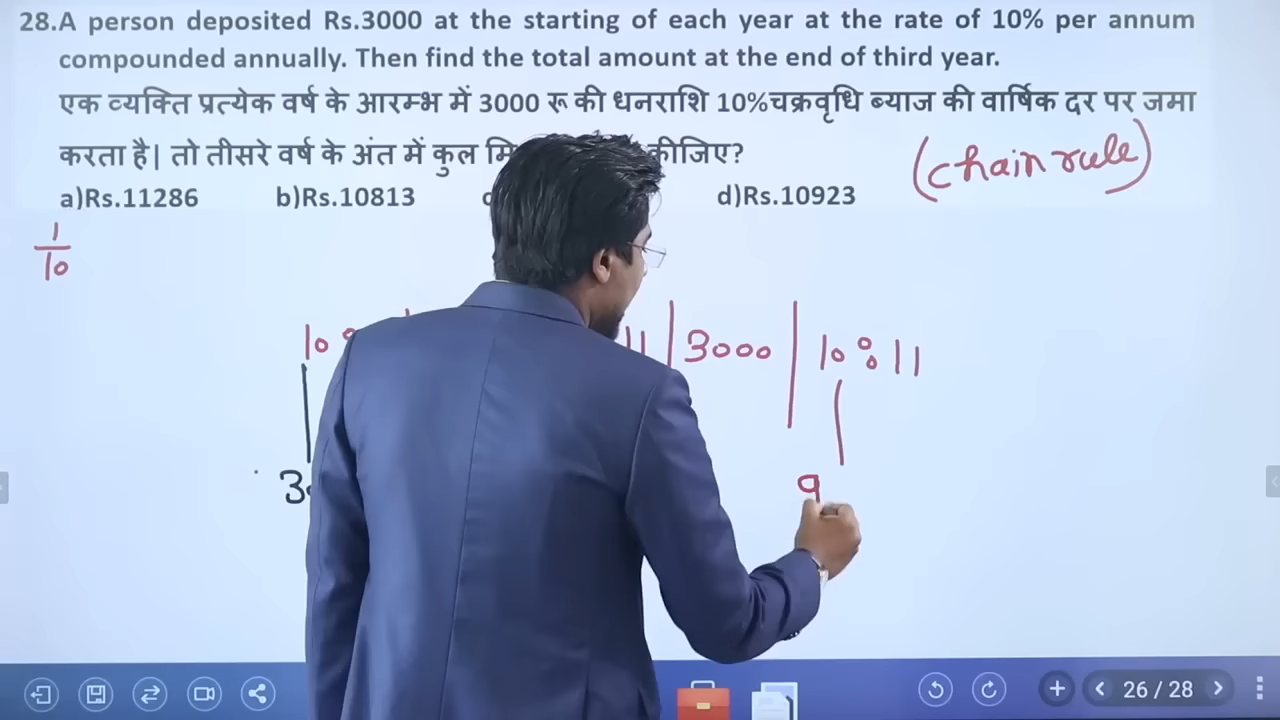 28.A person deposited Rs.3000 at the starting of each year at the rate of 10% per annum
compounded annually. Then find the total amount at the end of third year.
एक व्यक्ति प्रत्येक वर्ष के आरम्भ में 3000 रू की धनराशि 10%चक्रवृधि ब्याज की वार्षिक दर पर जमा
करता है| तो तीसरे वर्ष के अंत में कुल कीजिए?
(chain rule)
a)Rs.11286 b)Rs.10813 d)Rs.10923
1/10
10 11 | 3000 | 10:11
9
26 / 28